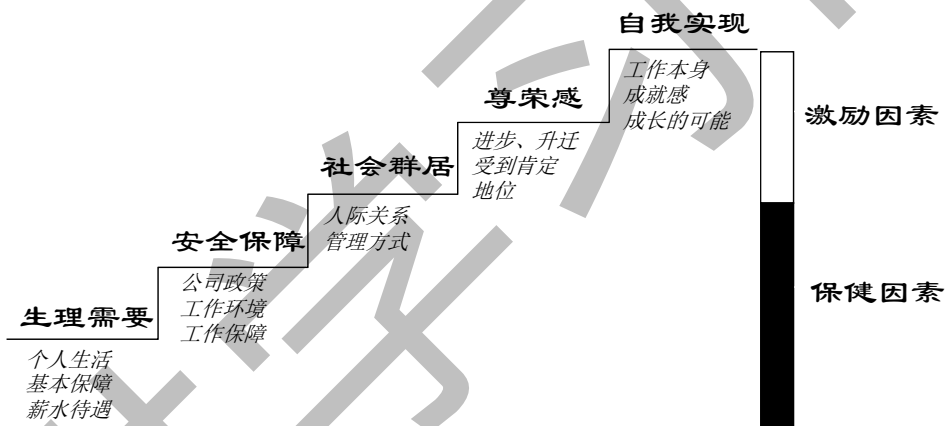 自我实现
工作本身
成就感
成长的可能
尊荣感
进步、升迁
受到肯定
地位
社会群居
人际关系
管理方式
安全保障
公司政策
工作环境
工作保障
生理需要
个人生活
基本保障
薪水待遇
激励因素
保健因素